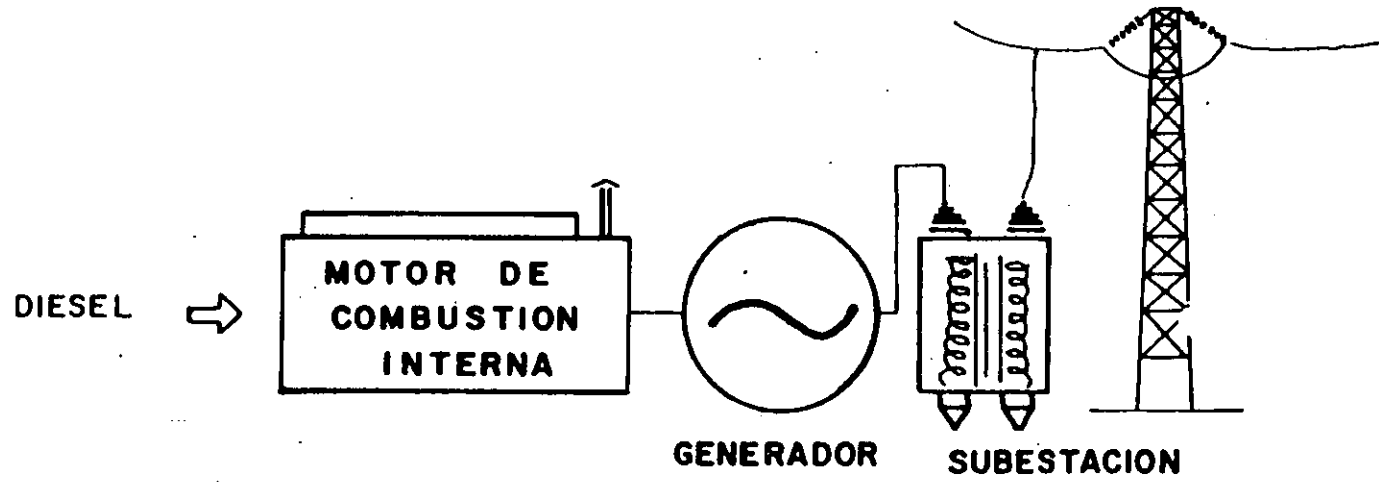 DIESEL
MOTOR DE
COMBUSTION
INTERNA
GENERADOR
SUBESTACION